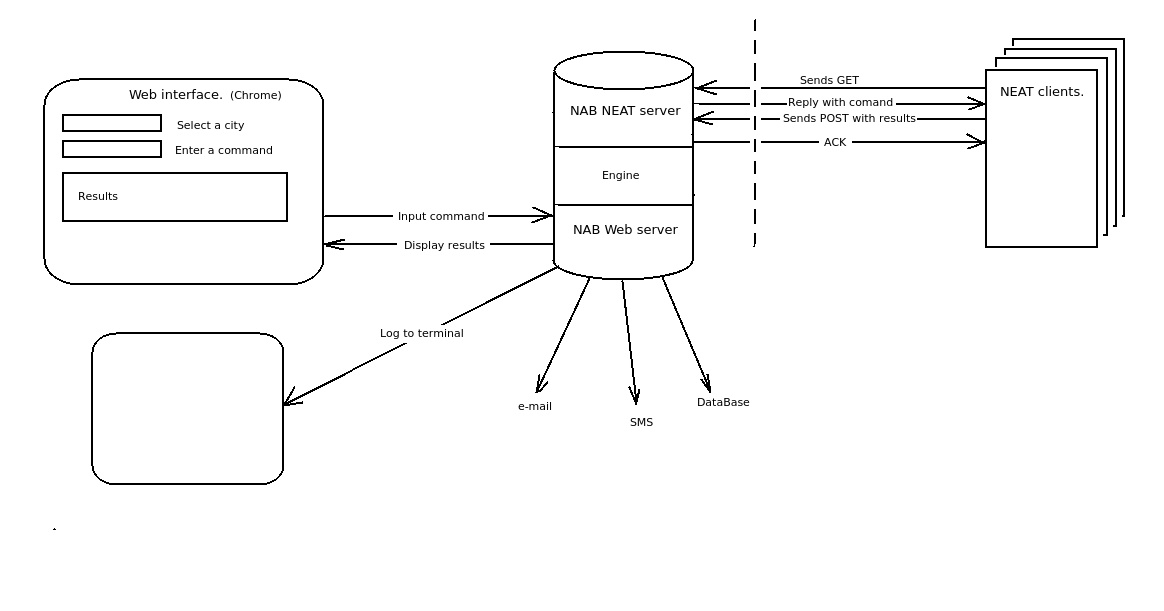 Web interface. (Chrome)
Select a city
Enter a command
Results
Input command
Display results
Log to terminal
NAB NEAT server
Engine
NAB Web server
e-mail
SMS
DataBase
Sends GET
Reply with comand
Sends POST with results
ACK
NEAT clients.